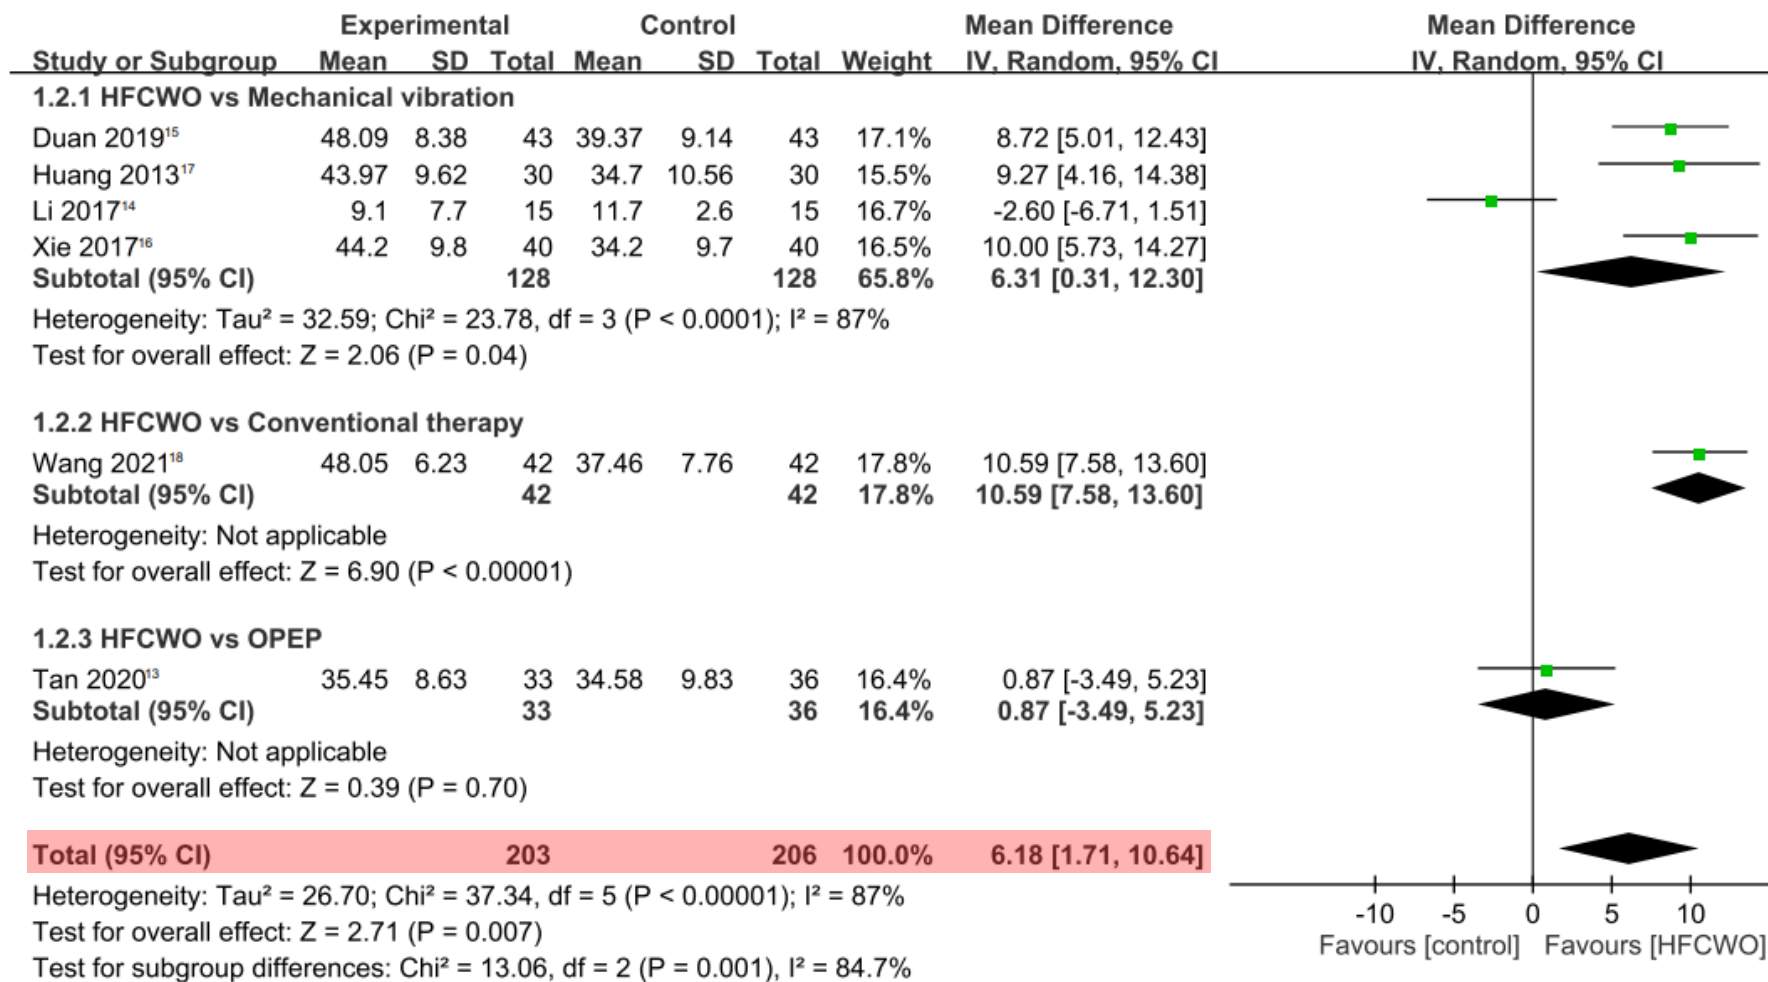 Experimental Control Mean Difference Mean Difference
Study or Subgroup Mean SD Total Mean SD Total Weight IV, Random, 95% CI IV, Random, 95% CI
1.2.1 HFCWO vs Mechanical vibration
Duan 2019¹⁵ 48.09 8.38 43 39.37 9.14 43 17.1% 8.72 [5.01, 12.43]
Huang 2013¹⁷ 43.97 9.62 30 34.7 10.56 30 15.5% 9.27 [4.16, 14.38]
Li 2017¹⁴ 9.1 7.7 15 11.7 2.6 15 16.7% -2.60 [-6.71, 1.51]
Xie 2017¹⁶ 44.2 9.8 40 34.2 9.7 40 16.5% 10.00 [5.73, 14.27]
Subtotal (95% CI) 128 128 65.8% 6.31 [0.31, 12.30]
Heterogeneity: Tau² = 32.59; Chi² = 23.78, df = 3 (P < 0.0001); I² = 87%
Test for overall effect: Z = 2.06 (P = 0.04)
1.2.2 HFCWO vs Conventional therapy
Wang 2021¹⁸ 48.05 6.23 42 37.46 7.76 42 17.8% 10.59 [7.58, 13.60]
Subtotal (95% CI) 42 42 17.8% 10.59 [7.58, 13.60]
Heterogeneity: Not applicable
Test for overall effect: Z = 6.90 (P < 0.00001)
1.2.3 HFCWO vs OPEP
Tan 2020¹³ 35.45 8.63 33 34.58 9.83 36 16.4% 0.87 [-3.49, 5.23]
Subtotal (95% CI) 33 36 16.4% 0.87 [-3.49, 5.23]
Heterogeneity: Not applicable
Test for overall effect: Z = 0.39 (P = 0.70)
Total (95% CI) 203 206 100.0% 6.18 [1.71, 10.64]
Heterogeneity: Tau² = 26.70; Chi² = 37.34, df = 5 (P < 0.00001); I² = 87%
Test for overall effect: Z = 2.71 (P = 0.007)
Test for subgroup differences: Chi² = 13.06, df = 2 (P = 0.001), I² = 84.7%
-10 -5 0 5 10
Favours [control] Favours [HFCWO]